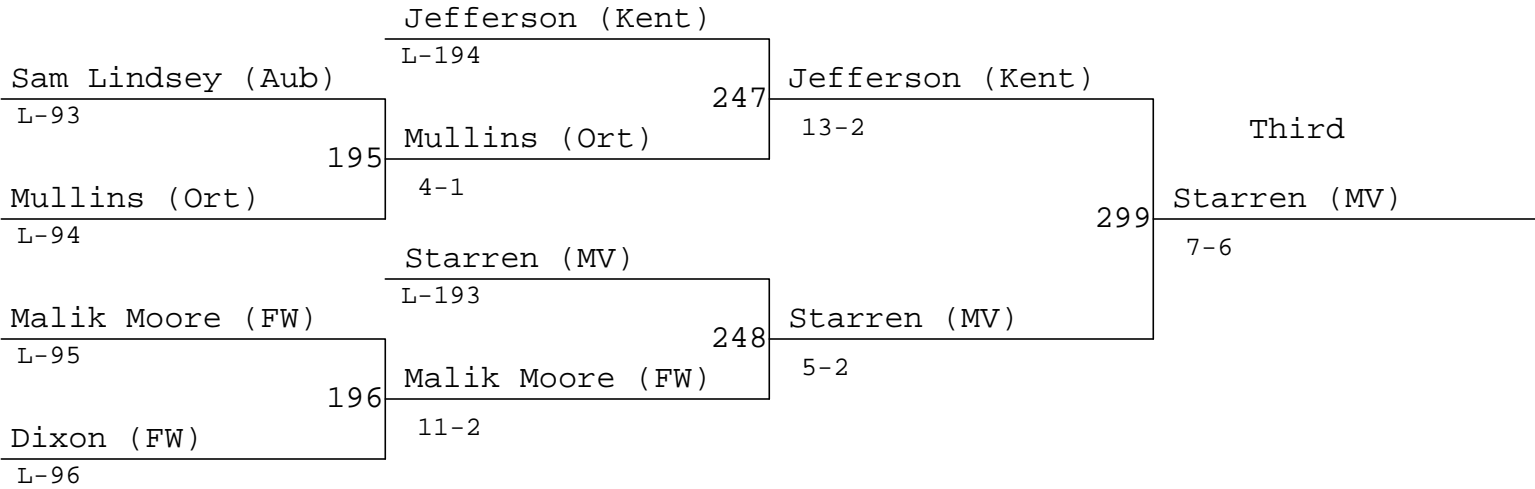 Jefferson (Kent)
L-194
Sam Lindsey (Aub)
L-93
247
Jefferson (Kent)
13-2
Third
Mullins (Ort)
195
4-1
Mullins (Ort)
L-94
299
Starren (MV)
7-6
Starren (MV)
L-193
Malik Moore (FW)
L-95
248
Starren (MV)
5-2
Malik Moore (FW)
196
11-2
Dixon (FW)
L-96